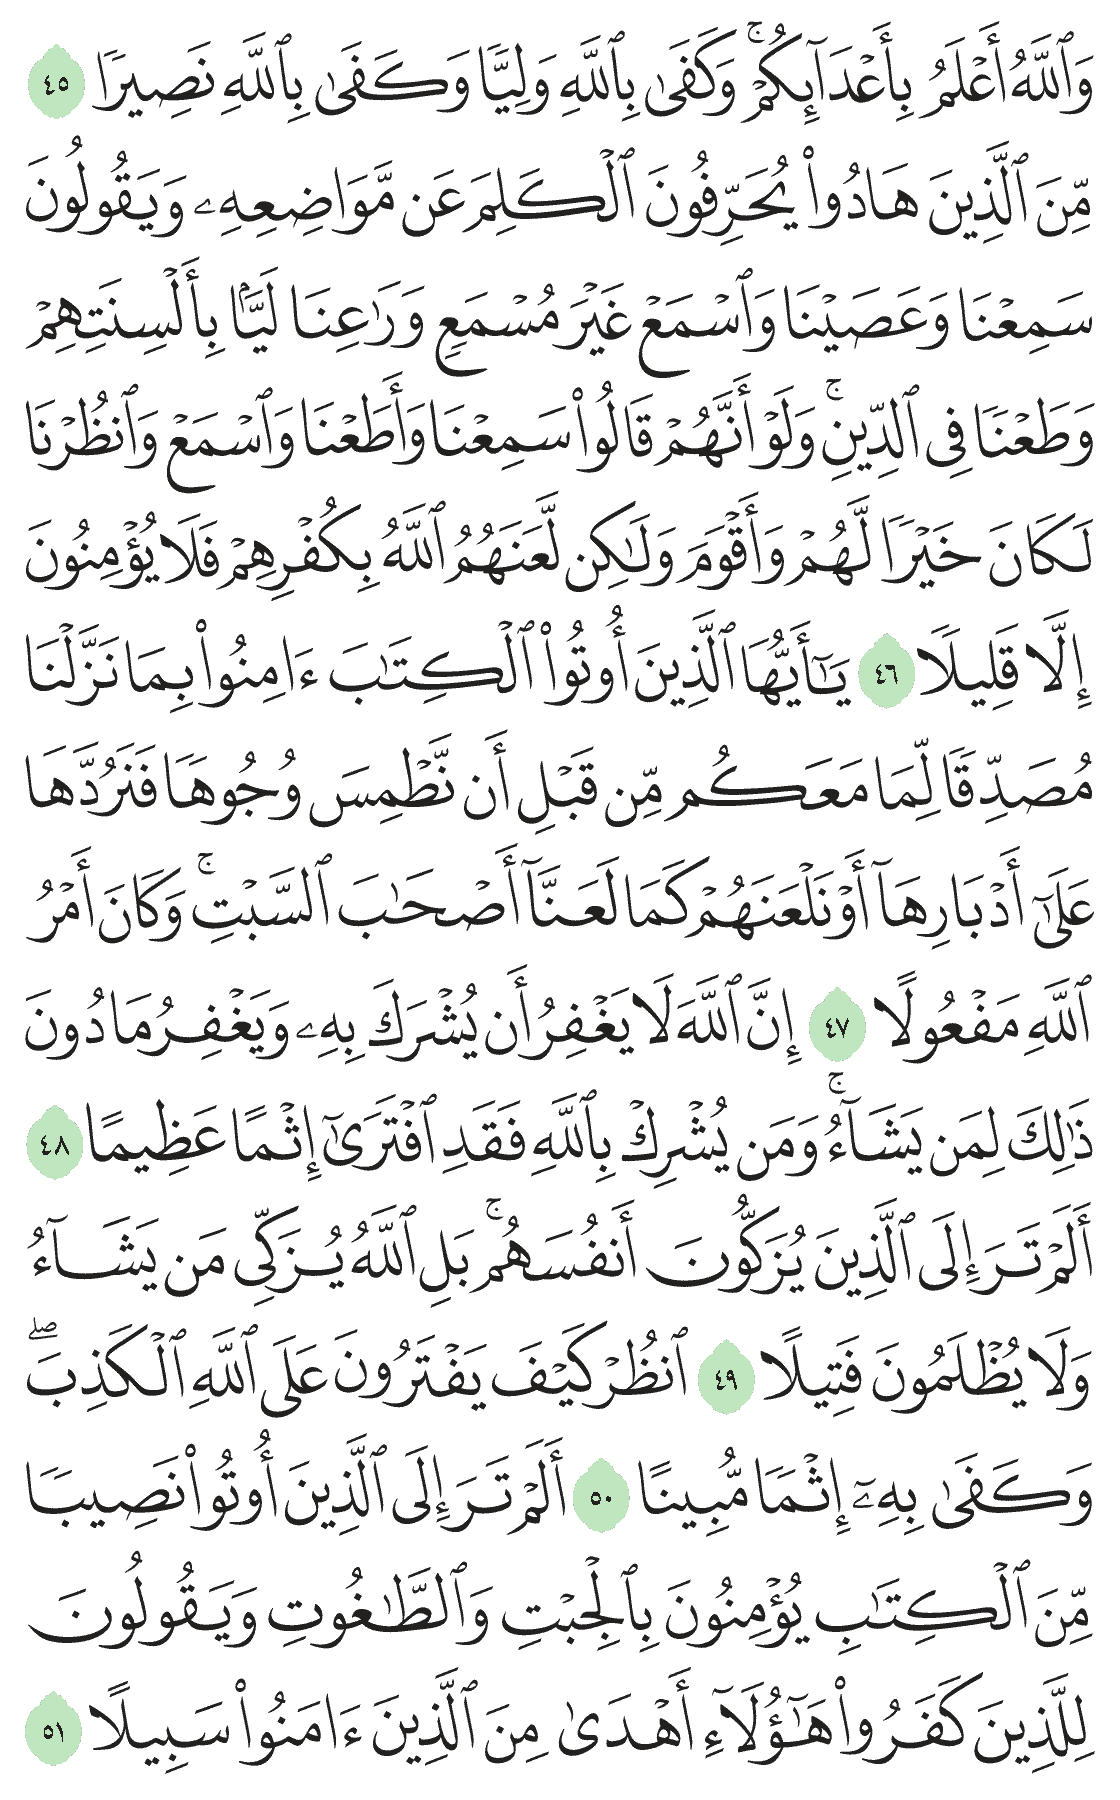 وَٱللَّهُ أَعْلَمُ بِأَعْدَآئِكُمْۚ وَكَفَىٰ بِٱللَّهِ وَلِيًّا وَكَفَىٰ بِٱللَّهِ نَصِيرًا ٤٥
مِّنَ ٱلَّذِينَ هَادُوا۟ يُحَرِّفُونَ ٱلْكَلِمَ عَن مَّوَاضِعِهِۦ وَيَقُولُونَ
سَمِعْنَا وَعَصَيْنَا وَٱسْمَعْ غَيْرَ مُسْمَعٍ وَرَٰعِنَا لَيًّۢا بِأَلْسِنَتِهِمْ
وَطَعْنًا فِى ٱلدِّينِۚ وَلَوْ أَنَّهُمْ قَالُوا۟ سَمِعْنَا وَأَطَعْنَا وَٱسْمَعْ وَٱنظُرْنَا
لَكَانَ خَيْرًا لَّهُمْ وَأَقْوَمَ وَلَٰكِن لَّعَنَهُمُ ٱللَّهُ بِكُفْرِهِمْ فَلَا يُؤْمِنُونَ
إِلَّا قَلِيلًا ٤٦ يَٰٓأَيُّهَا ٱلَّذِينَ أُوتُوا۟ ٱلْكِتَٰبَ ءَامِنُوا۟ بِمَا نَزَّلْنَا
مُصَدِّقًا لِّمَا مَعَكُم مِّن قَبْلِ أَن نَّطْمِسَ وُجُوهًا فَنَرُدَّهَا
عَلَىٰٓ أَدْبَارِهَآ أَوْ نَلْعَنَهُمْ كَمَا لَعَنَّآ أَصْحَٰبَ ٱلسَّبْتِۚ وَكَانَ أَمْرُ
ٱللَّهِ مَفْعُولًا ٤٧ إِنَّ ٱللَّهَ لَا يَغْفِرُ أَن يُشْرَكَ بِهِۦ وَيَغْفِرُ مَا دُونَ
ذَٰلِكَ لِمَن يَشَآءُۚ وَمَن يُشْرِكْ بِٱللَّهِ فَقَدِ ٱفْتَرَىٰٓ إِثْمًا عَظِيمًا ٤٨
أَلَمْ تَرَ إِلَى ٱلَّذِينَ يُزَكُّونَ أَنفُسَهُمۚ بَلِ ٱللَّهُ يُزَكِّى مَن يَشَآءُ
وَلَا يُظْلَمُونَ فَتِيلًا ٤٩ ٱنظُرْ كَيْفَ يَفْتَرُونَ عَلَى ٱللَّهِ ٱلْكَذِبَۖ
وَكَفَىٰ بِهِۦٓ إِثْمًا مُّبِينًا ٥٠ أَلَمْ تَرَ إِلَى ٱلَّذِينَ أُوتُوا۟ نَصِيبًا
مِّنَ ٱلْكِتَٰبِ يُؤْمِنُونَ بِٱلْجِبْتِ وَٱلطَّٰغُوتِ وَيَقُولُونَ
لِلَّذِينَ كَفَرُوا۟ هَٰٓؤُلَآءِ أَهْدَىٰ مِنَ ٱلَّذِينَ ءَامَنُوا۟ سَبِيلًا ٥١